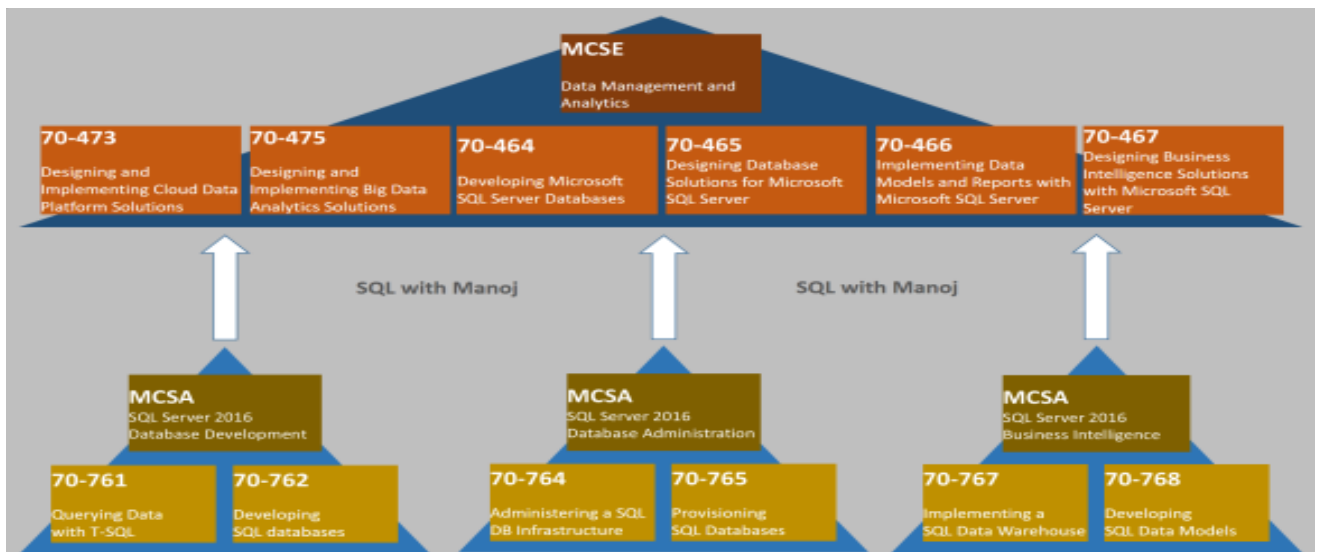 MCSE
Data Management and
Analytics
70-473
Designing and
Implementing Cloud Data
Platform Solutions
70-475
Designing and
Implementing Big Data
Analytics Solutions
70-464
Developing Microsoft
SQL Server Databases
70-465
Designing Database
Solutions for Microsoft
SQL Server
70-466
Implementing Data
Models and Reports with
Microsoft SQL Server
70-467
Designing Business
Intelligence Solutions
with Microsoft SQL
Server
SQL with Manoj
SQL with Manoj
MCSA
SQL Server 2016
Database Development
70-761
Querying Data
with T-SQL
70-762
Developing
SQL databases
MCSA
SQL Server 2016
Database Administration
70-764
Administering a SQL
DB Infrastructure
70-765
Provisioning
SQL Databases
MCSA
SQL Server 2016
Business Intelligence
70-767
Implementing a
SQL Data Warehouse
70-768
Developing
SQL Data Models